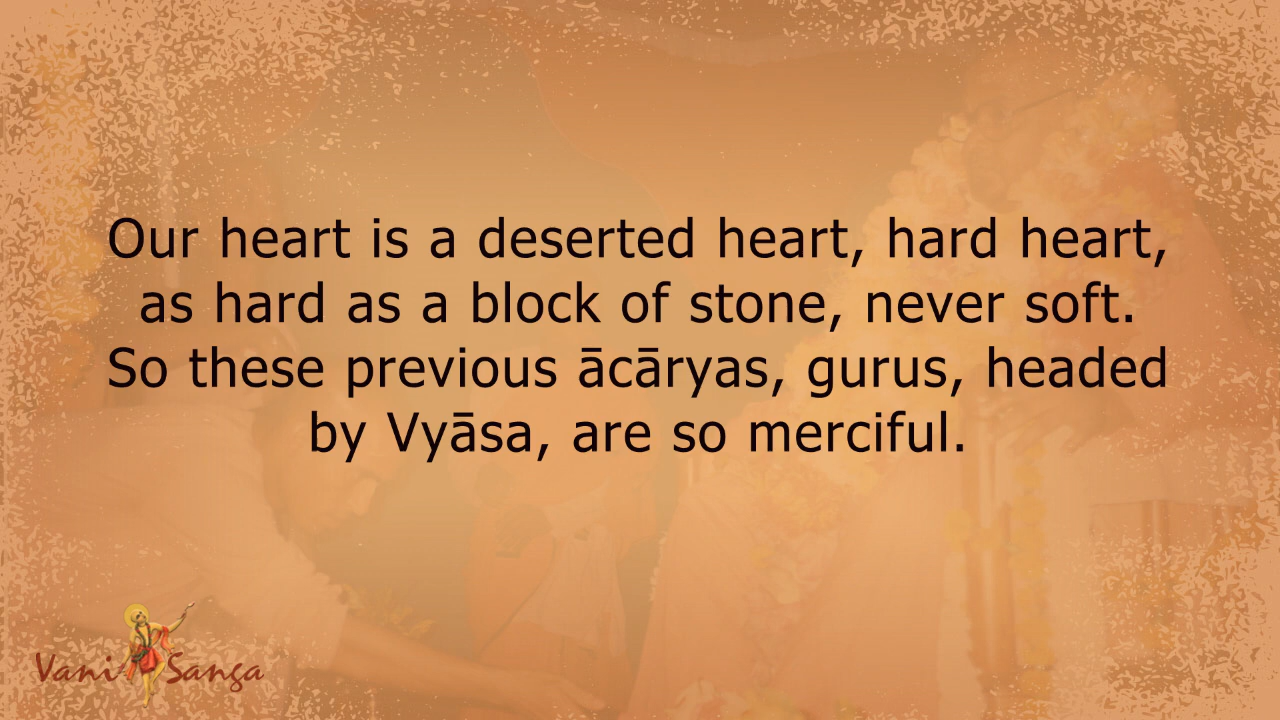 Our heart is a deserted heart, hard heart,
as hard as a block of stone, never soft.
So these previous ācāryas, gurus, headed
by Vyāsa, are so merciful.
Vani Sanga